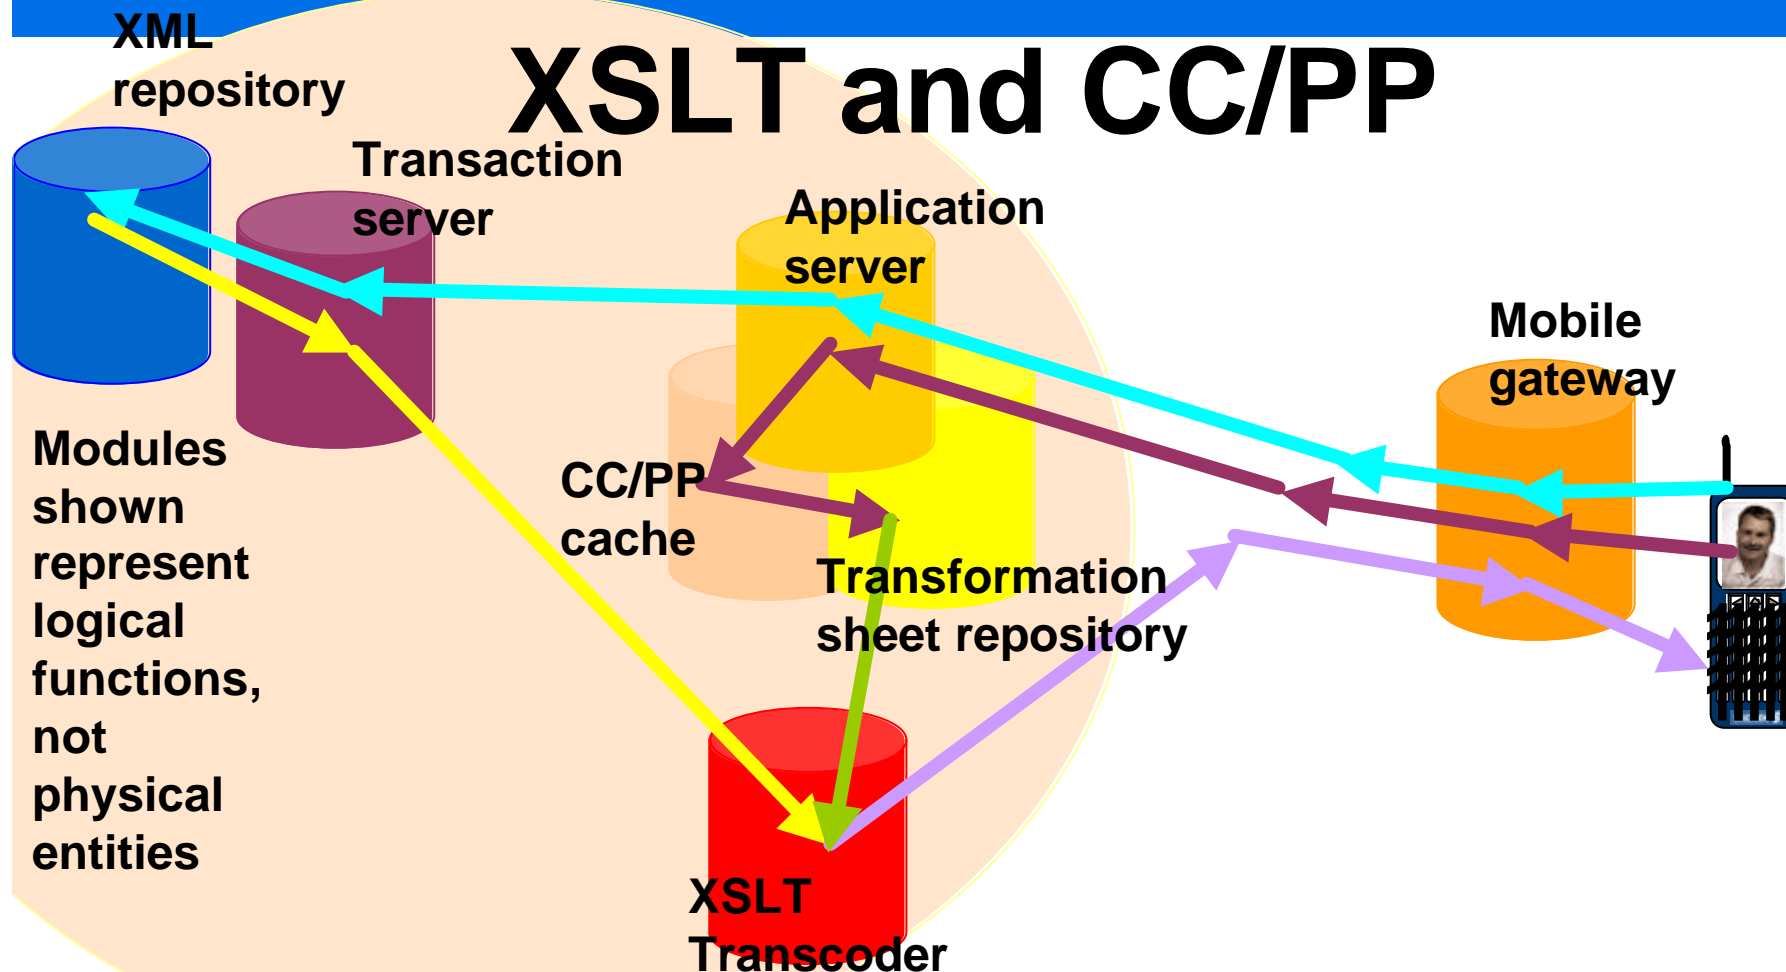 XML
repository
XSLT and CC/PP
Transaction
server
Application
server
Mobile
gateway
Modules
shown
represent
logical
functions,
not
physical
entities
CC/PP
cache
Transformation
sheet repository
XSLT
Transcoder